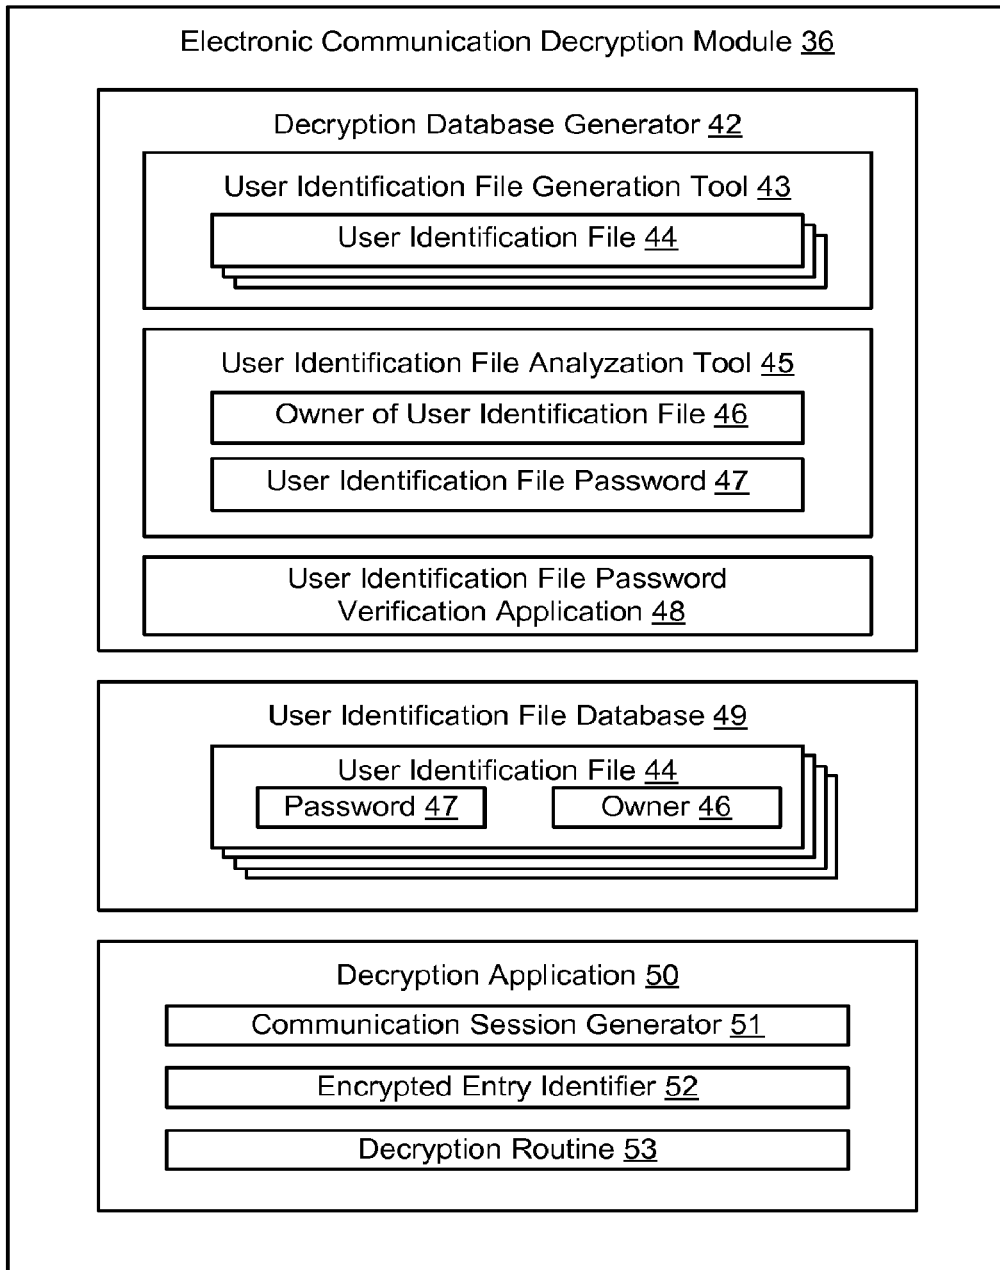 Electronic Communication Decryption Module 36
Decryption Database Generator 42
User Identification File Generation Tool 43
User Identification File 44
User Identification File Analyzation Tool 45
Owner of User Identification File 46
User Identification File Password 47
User Identification File Password
Verification Application 48
User Identification File Database 49
User Identification File 44
Password 47
Owner 46
Decryption Application 50
Communication Session Generator 51
Encrypted Entry Identifier 52
Decryption Routine 53